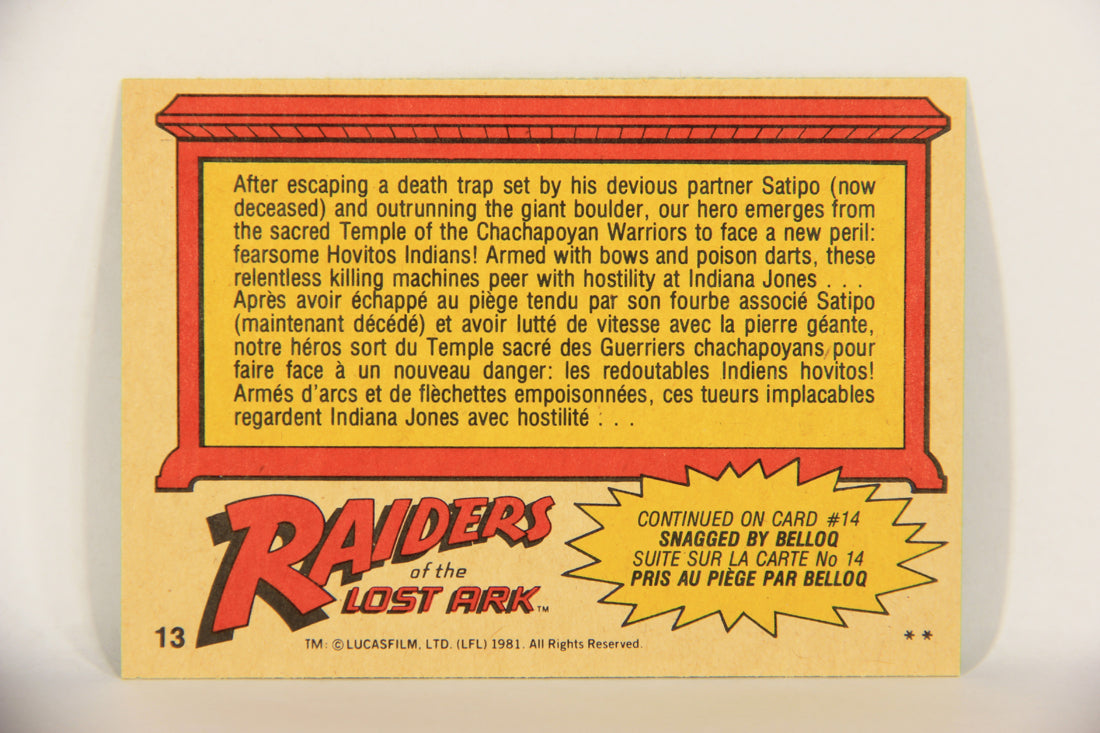 After escaping a death trap set by his devious partner Satipo (now
deceased) and outrunning the giant boulder, our hero emerges from
the sacred Temple of the Chachapoyan Warriors to face a new peril:
fearsome Hovitos Indians! Armed with bows and poison darts, these
relentless killing machines peer with hostility at Indiana Jones . . .
Après avoir échappé au piège tendu par son fourbe associé Satipo
(maintenant décédé) et avoir lutté de vitesse avec la pierre géante,
notre héros sort du Temple sacré des Guerriers chachapoyans pour
faire face à un nouveau danger: les redoutables Indiens hovitos!
Armés d'arcs et de flèchettes empoisonnées, ces tueurs implacables
regardent Indiana Jones avec hostilité . . .
RAIDERS
of the
LOST ARK™
CONTINUED ON CARD #14
SNAGGED BY BELLOQ
SUITE SUR LA CARTE No 14
PRIS AU PIÈGE PAR BELLOQ
13
TM: © LUCASFILM, LTD. (LFL) 1981. All Rights Reserved.
* *